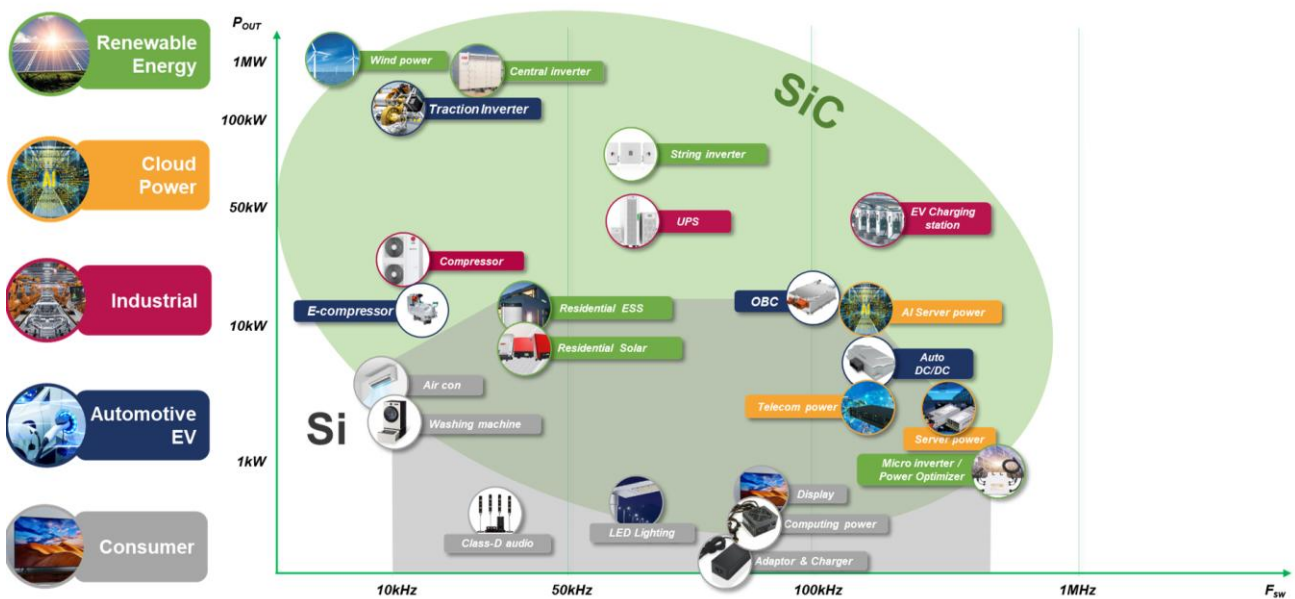 Renewable
Energy
Cloud
Power
Industrial
Automotive
EV
Consumer
P_OUT
1MW
100kW
50kW
10kW
1kW
SiC
Si
Wind power
Central inverter
Traction Inverter
String inverter
UPS
EV Charging
station
Compressor
E-compressor
Residential ESS
OBC
AI Server power
Residential Solar
Auto
DC/DC
Air con
Washing machine
Telecom power
Server power
Micro inverter /
Power Optimizer
Display
Class-D audio
LED Lighting
Computing power
Adaptor & Charger
10kHz
50kHz
100kHz
1MHz
F_SW